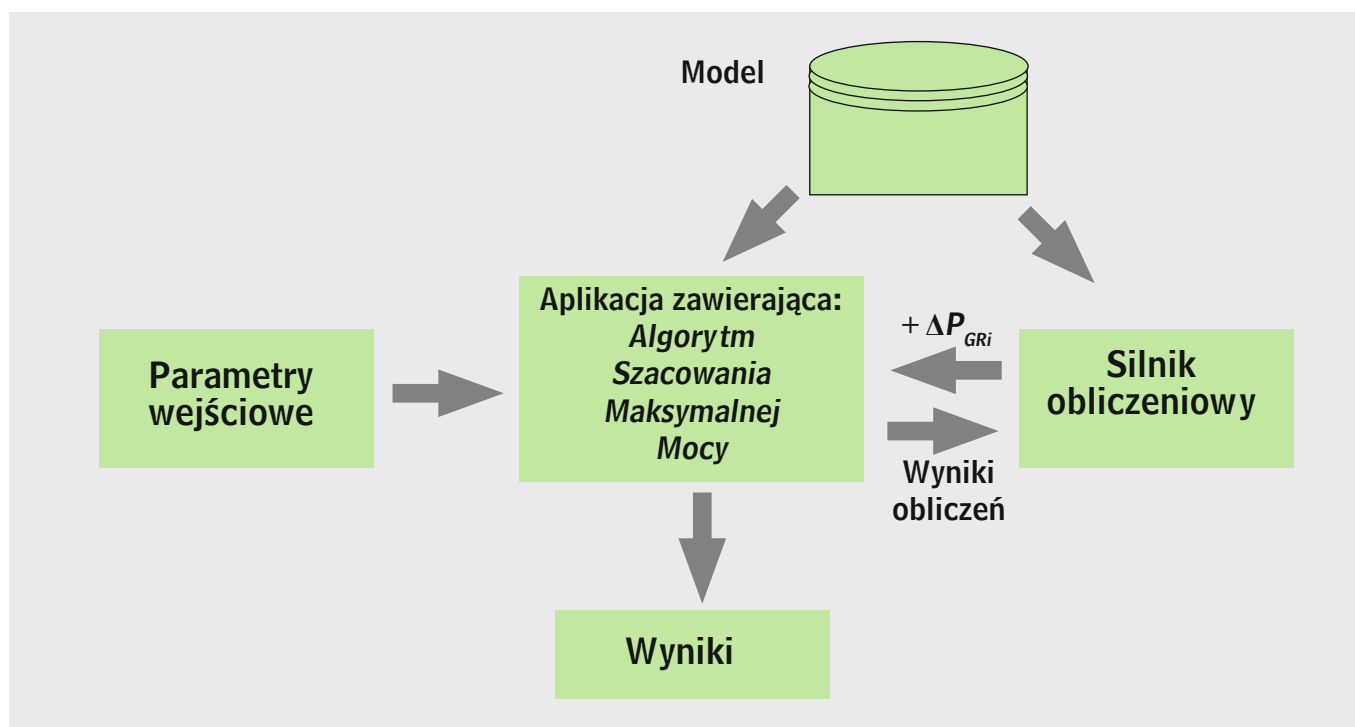 Model
Aplikacja zawierająca:
Algorytm
Szacowania
Maksymalnej
Mocy
Parametry
wejściowe
+ ΔP_GRi
Silnik
obliczeniowy
Wyniki
obliczeń
Wyniki